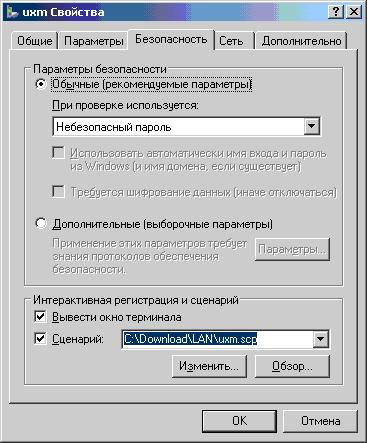 uxm Свойства
Общие Параметры Безопасность Сеть Дополнительно
Параметры безопасности
Обычные (рекомендуемые параметры)
При проверке используется:
Небезопасный пароль
Использовать автоматически имя входа и пароль
из Windows (и имя домена, если существует)
Требуется шифрование данных (иначе отключаться)
Дополнительные (выборочные параметры)
Применение этих параметров требует
знания протоколов обеспечения
безопасности.
Параметры...
Интерактивная регистрация и сценарий
Вывести окно терминала
Сценарий: C:\Download\LAN\uxm.scp
Изменить... Обзор...
OK Отмена